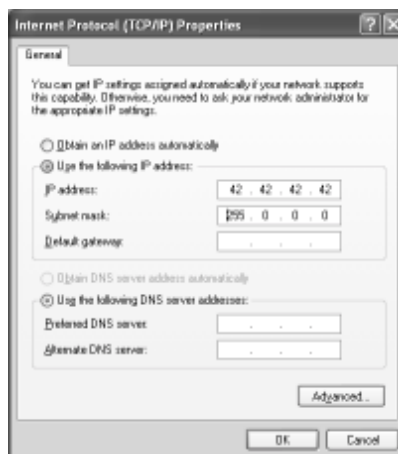 Internet Protocol (TCP/IP) Properties
General
You can get IP settings assigned automatically if your network supports
this capability. Otherwise, you need to ask your network administrator for
the appropriate IP settings.
Obtain an IP address automatically
Use the following IP address:
IP address: 42 . 42 . 42 . 42
Subnet mask: 255 . 0 . 0 . 0
Default gateway: . . .
Obtain DNS server address automatically
Use the following DNS server addresses:
Preferred DNS server: . . .
Alternate DNS server: . . .
Advanced...
OK Cancel